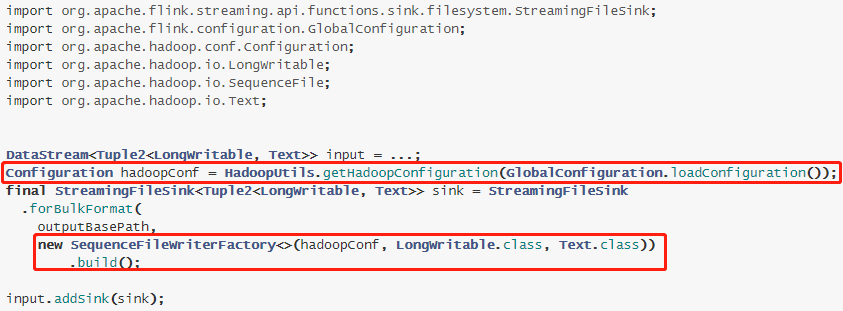 import org.apache.flink.streaming.api.functions.sink.filesystem.StreamingFileSink;
import org.apache.flink.configuration.GlobalConfiguration;
import org.apache.hadoop.conf.Configuration;
import org.apache.hadoop.io.LongWritable;
import org.apache.hadoop.io.SequenceFile;
import org.apache.hadoop.io.Text;
DataStream<Tuple2<LongWritable, Text>> input = ...;
Configuration hadoopConf = HadoopUtils.getHadoopConfiguration(GlobalConfiguration.loadConfiguration());
final StreamingFileSink<Tuple2<LongWritable, Text>> sink = StreamingFileSink
.forBulkFormat(
outputBasePath,
new SequenceFileWriterFactory<>(hadoopConf, LongWritable.class, Text.class))
.build();
input.addSink(sink);